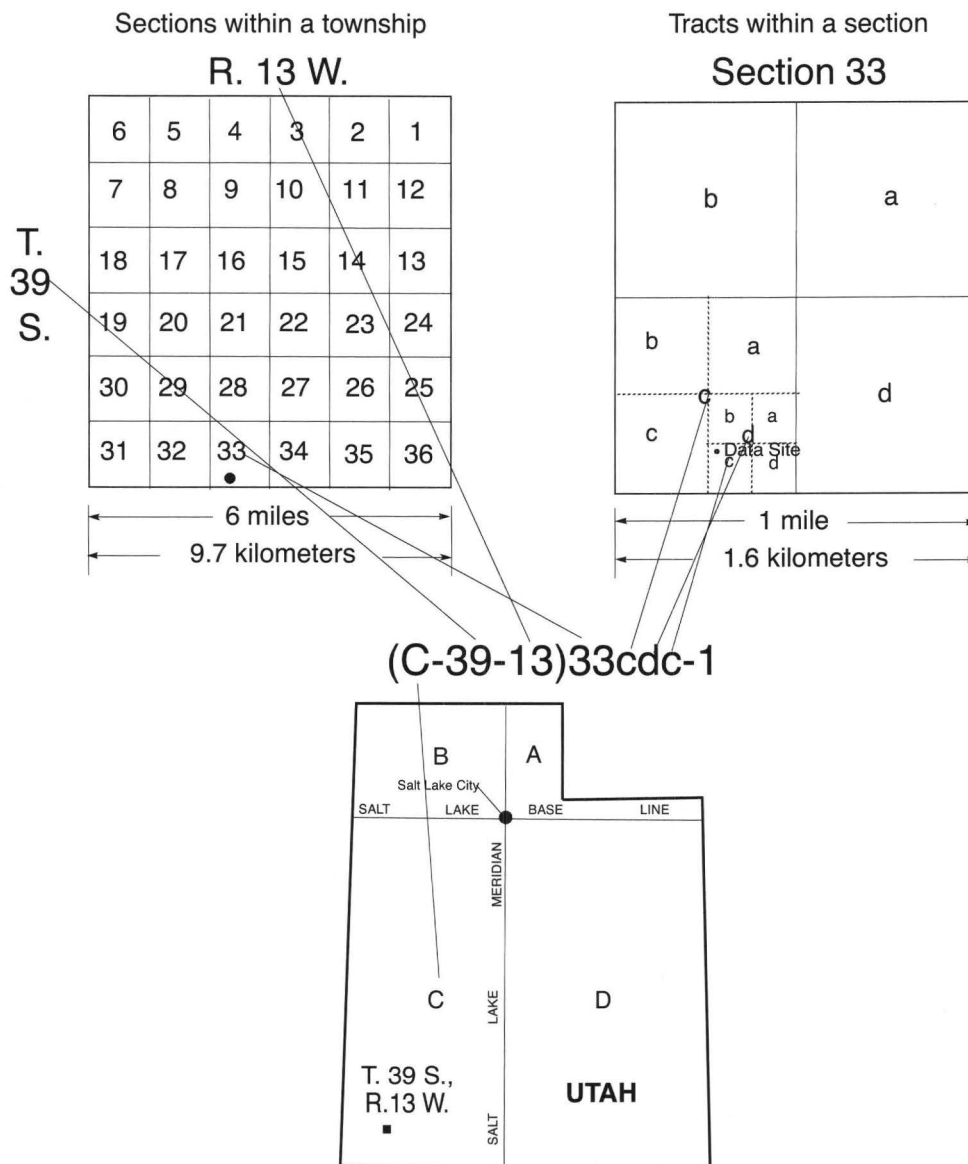 Sections within a township
R. 13 W.
6 5 4 3 2 1
7 8 9 10 11 12
18 17 16 15 14 13
19 20 21 22 23 24
30 29 28 27 26 25
31 32 33 34 35 36
T.
39
S.
6 miles
9.7 kilometers
Tracts within a section
Section 33
b a
b a
c
c
d
b a
d
Data Site
c d
1 mile
1.6 kilometers
(C-39-13)33cdc-1
B A
Salt Lake City
SALT LAKE BASE LINE
MERIDIAN
LAKE
SALT
C D
T. 39 S.,
R.13 W.
UTAH